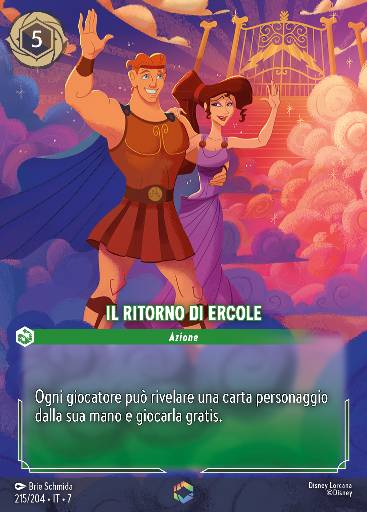 5
IL RITORNO DI ERCOLE
Azione
Ogni giocatore può rivelare una carta personaggio
dalla sua mano e giocarla gratis.
Brie Schmida
Disney Lorcana
215/204 • IT • 7
©Disney